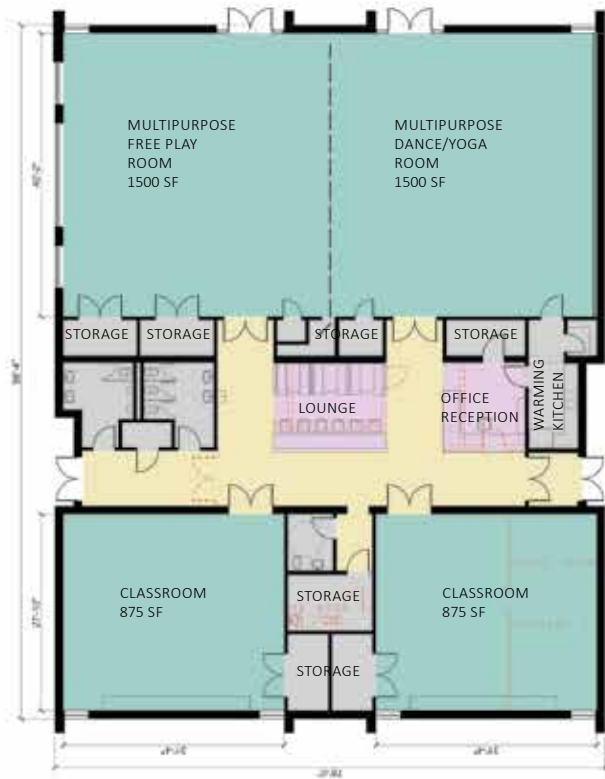 MULTIPURPOSE
FREE PLAY
ROOM
1500 SF
MULTIPURPOSE
DANCE/YOGA
ROOM
1500 SF
STORAGE
STORAGE
STORAGE
STORAGE
LOUNGE
OFFICE
RECEPTION
WARMING
KITCHEN
CLASSROOM
875 SF
STORAGE
CLASSROOM
875 SF
STORAGE